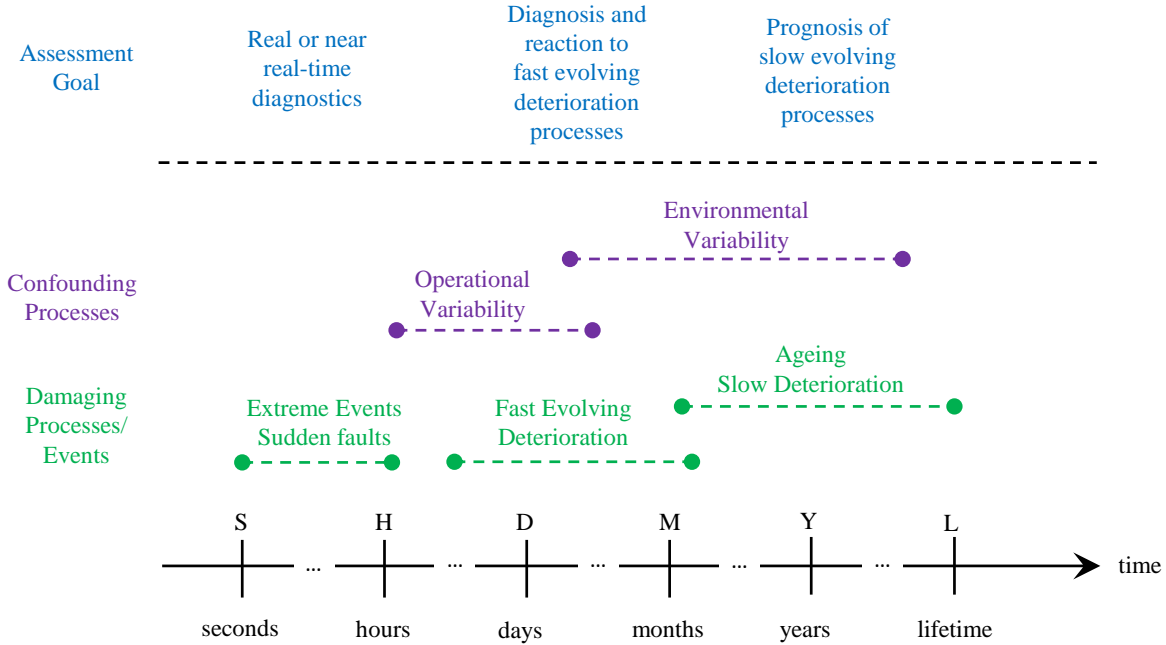 Assessment
Goal
Real or near
real-time
diagnostics
Diagnosis and
reaction to
fast evolving
deterioration
processes
Prognosis of
slow evolving
deterioration
processes
Confounding
Processes
Operational
Variability
Environmental
Variability
Damaging
Processes/
Events
Extreme Events
Sudden faults
Fast Evolving
Deterioration
Ageing
Slow Deterioration
S H D M Y L
... ... ... ... ...
time
seconds hours days months years lifetime